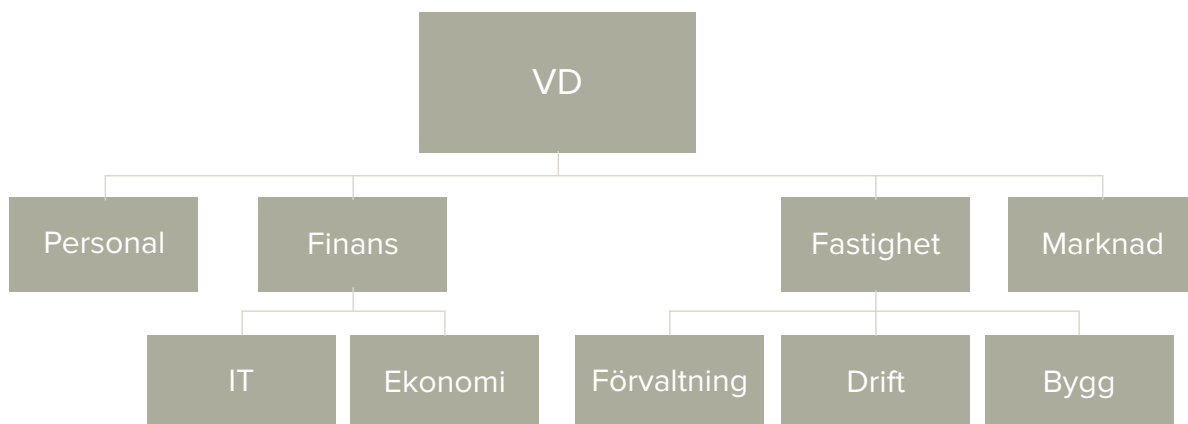 VD
Personal
Finans
Fastighet
Marknad
IT
Ekonomi
Förvaltning
Drift
Bygg